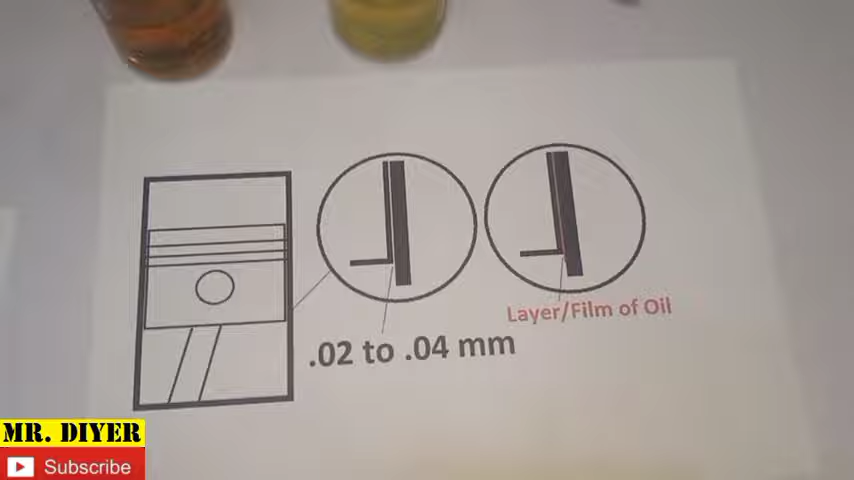 Layer/Film of Oil
.02 to .04 mm
MR. DIYER
Subscribe